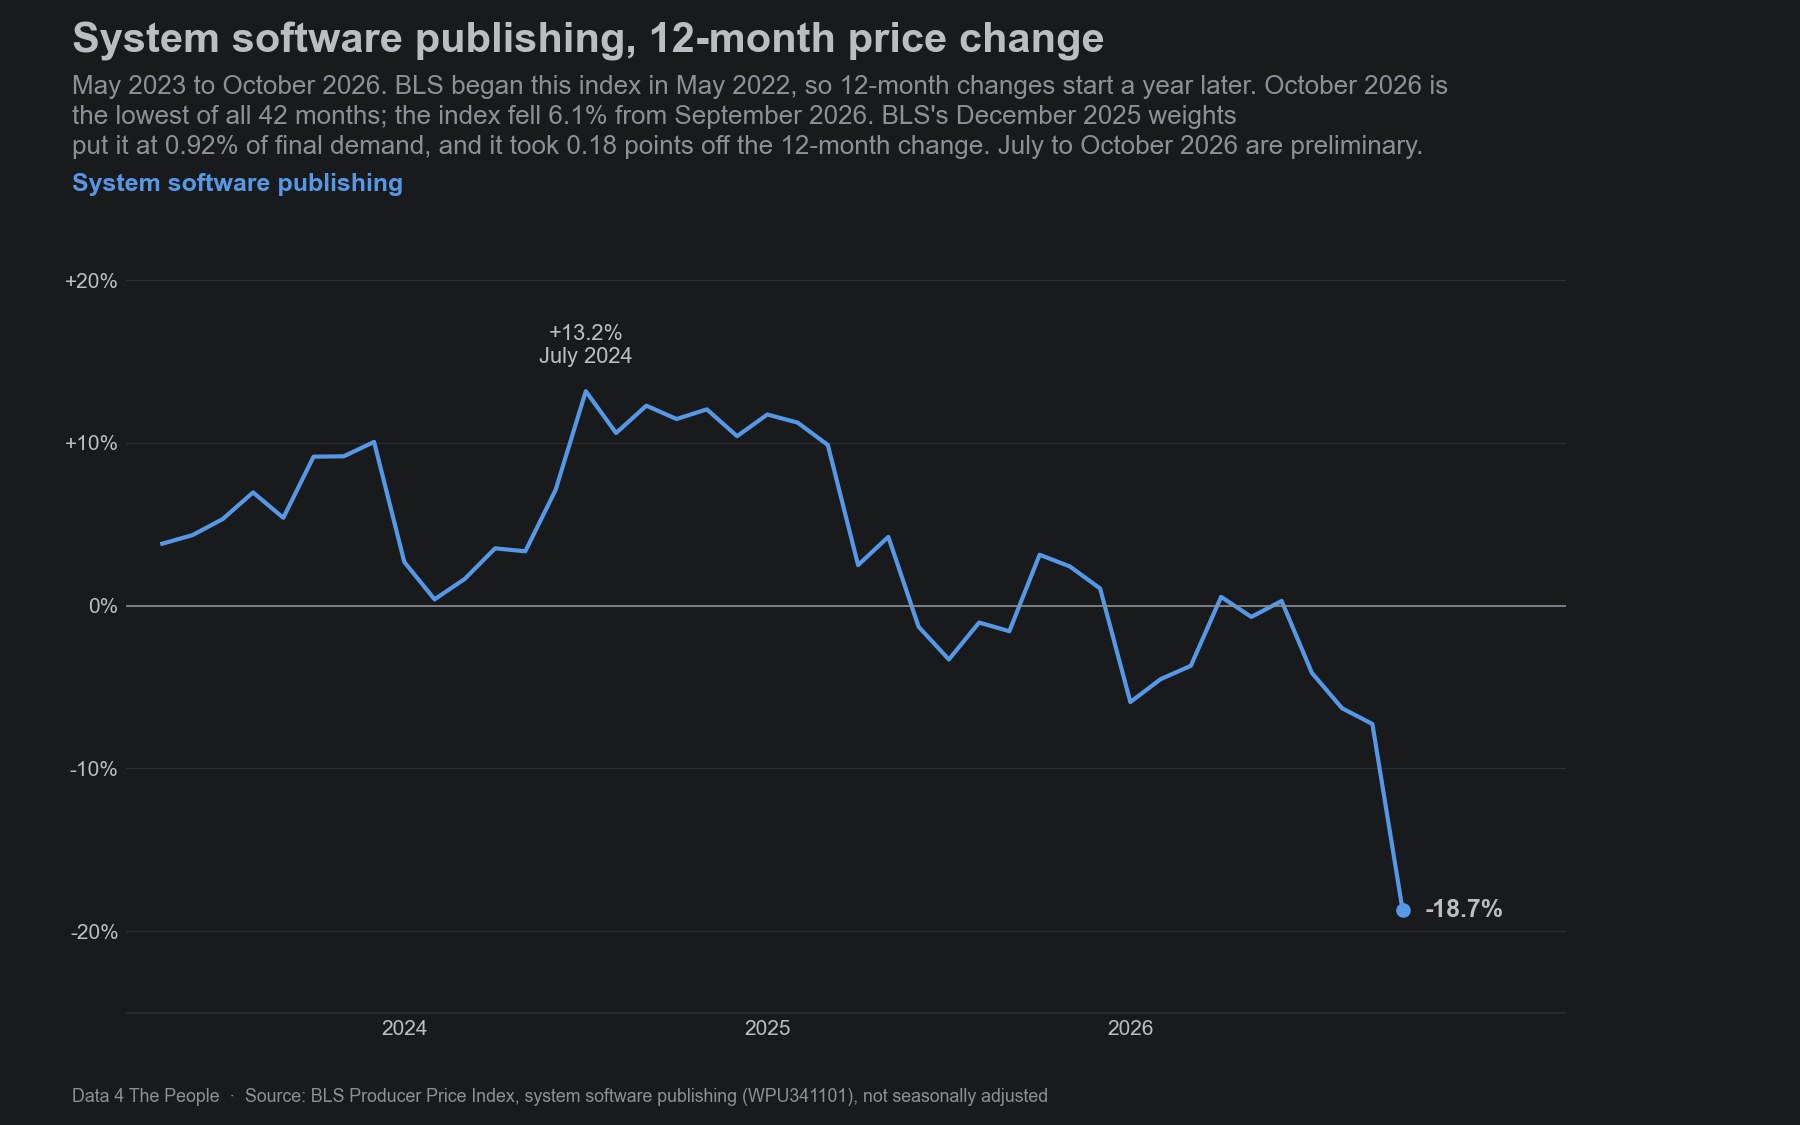 System software publishing, 12-month price change
May 2023 to October 2026. BLS began this index in May 2022, so 12-month changes start a year later. October 2026 is
the lowest of all 42 months; the index fell 6.1% from September 2026. BLS's December 2025 weights
put it at 0.92% of final demand, and it took 0.18 points off the 12-month change. July to October 2026 are preliminary.
System software publishing
+20%
+13.2%
July 2024
+10%
0%
-10%
-18.7%
-20%
2024
2025
2026
Data 4 The People · Source: BLS Producer Price Index, system software publishing (WPU341101), not seasonally adjusted